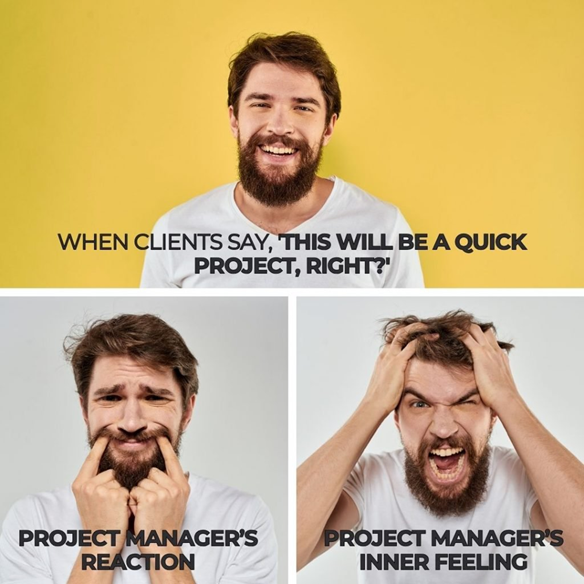 WHEN CLIENTS SAY, 'THIS WILL BE A QUICK
PROJECT, RIGHT?'
PROJECT MANAGER'S
REACTION
PROJECT MANAGER'S
INNER FEELING